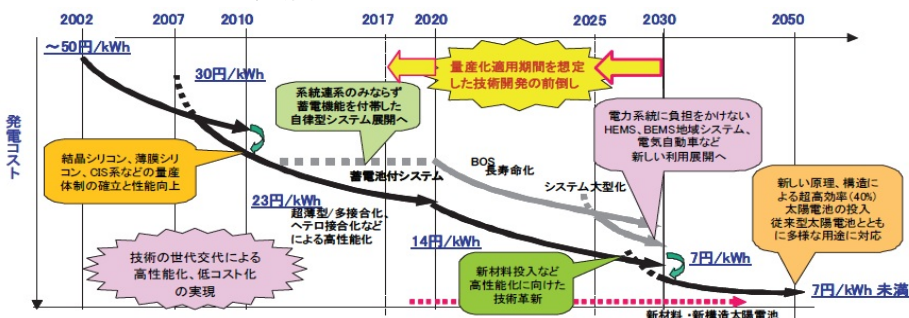 2002 2007 2010 2017 2020 2025 2030 2050
～50円/kWh
30円/kWh
量産化適用期間を想定
した技術開発の前倒し
系統連系のみならず
蓄電機能を付帯した
自律型システム展開へ
電力系統に負担をかけない
HEMS、BEMS地域システム、
電気自動車など
新しい利用展開へ
発電コスト
結晶シリコン、薄膜シリ
コン、CIS系などの量産
体制の確立と性能向上
蓄電池付システム
BOS
長寿命化
システム大型化
新しい原理、構造
による超高効率(40%)
太陽電池の投入
従来型太陽電池ととも
に多様な用途に対応
23円/kWh
超薄型/多接合化、
ヘテロ接合化など
による高性能化
14円/kWh
7円/kWh
技術の世代交代による
高性能化、低コスト化
の実現
新材料投入など
高性能化に向けた
技術革新
7円/kWh 未満
新材料・新構造太陽電池